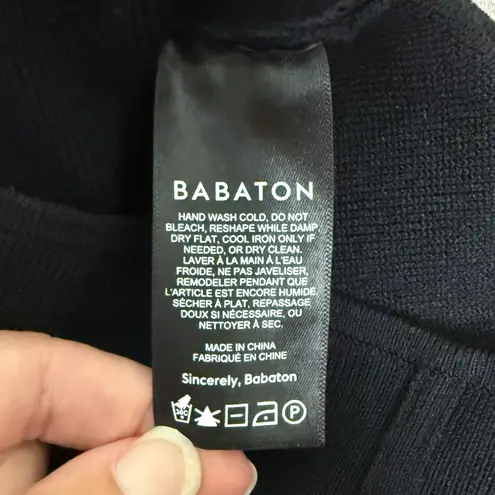 BABATON
HAND WASH COLD, DO NOT
BLEACH, RESHAPE WHILE DAMP
DRY FLAT, COOL IRON ONLY IF
NEEDED, OR DRY CLEAN.
LAVER À LA MAIN À L'EAU
FROIDE, NE PAS JAVELISER,
REMODELER PENDANT QUE
L'ARTICLE EST ENCORE HUMIDE.
SÉCHER À PLAT, REPASSAGE
DOUX SI NÉCESSAIRE, OU
NETTOYER À SEC.
MADE IN CHINA
FABRIQUÉ EN CHINE
Sincerely, Babaton
P